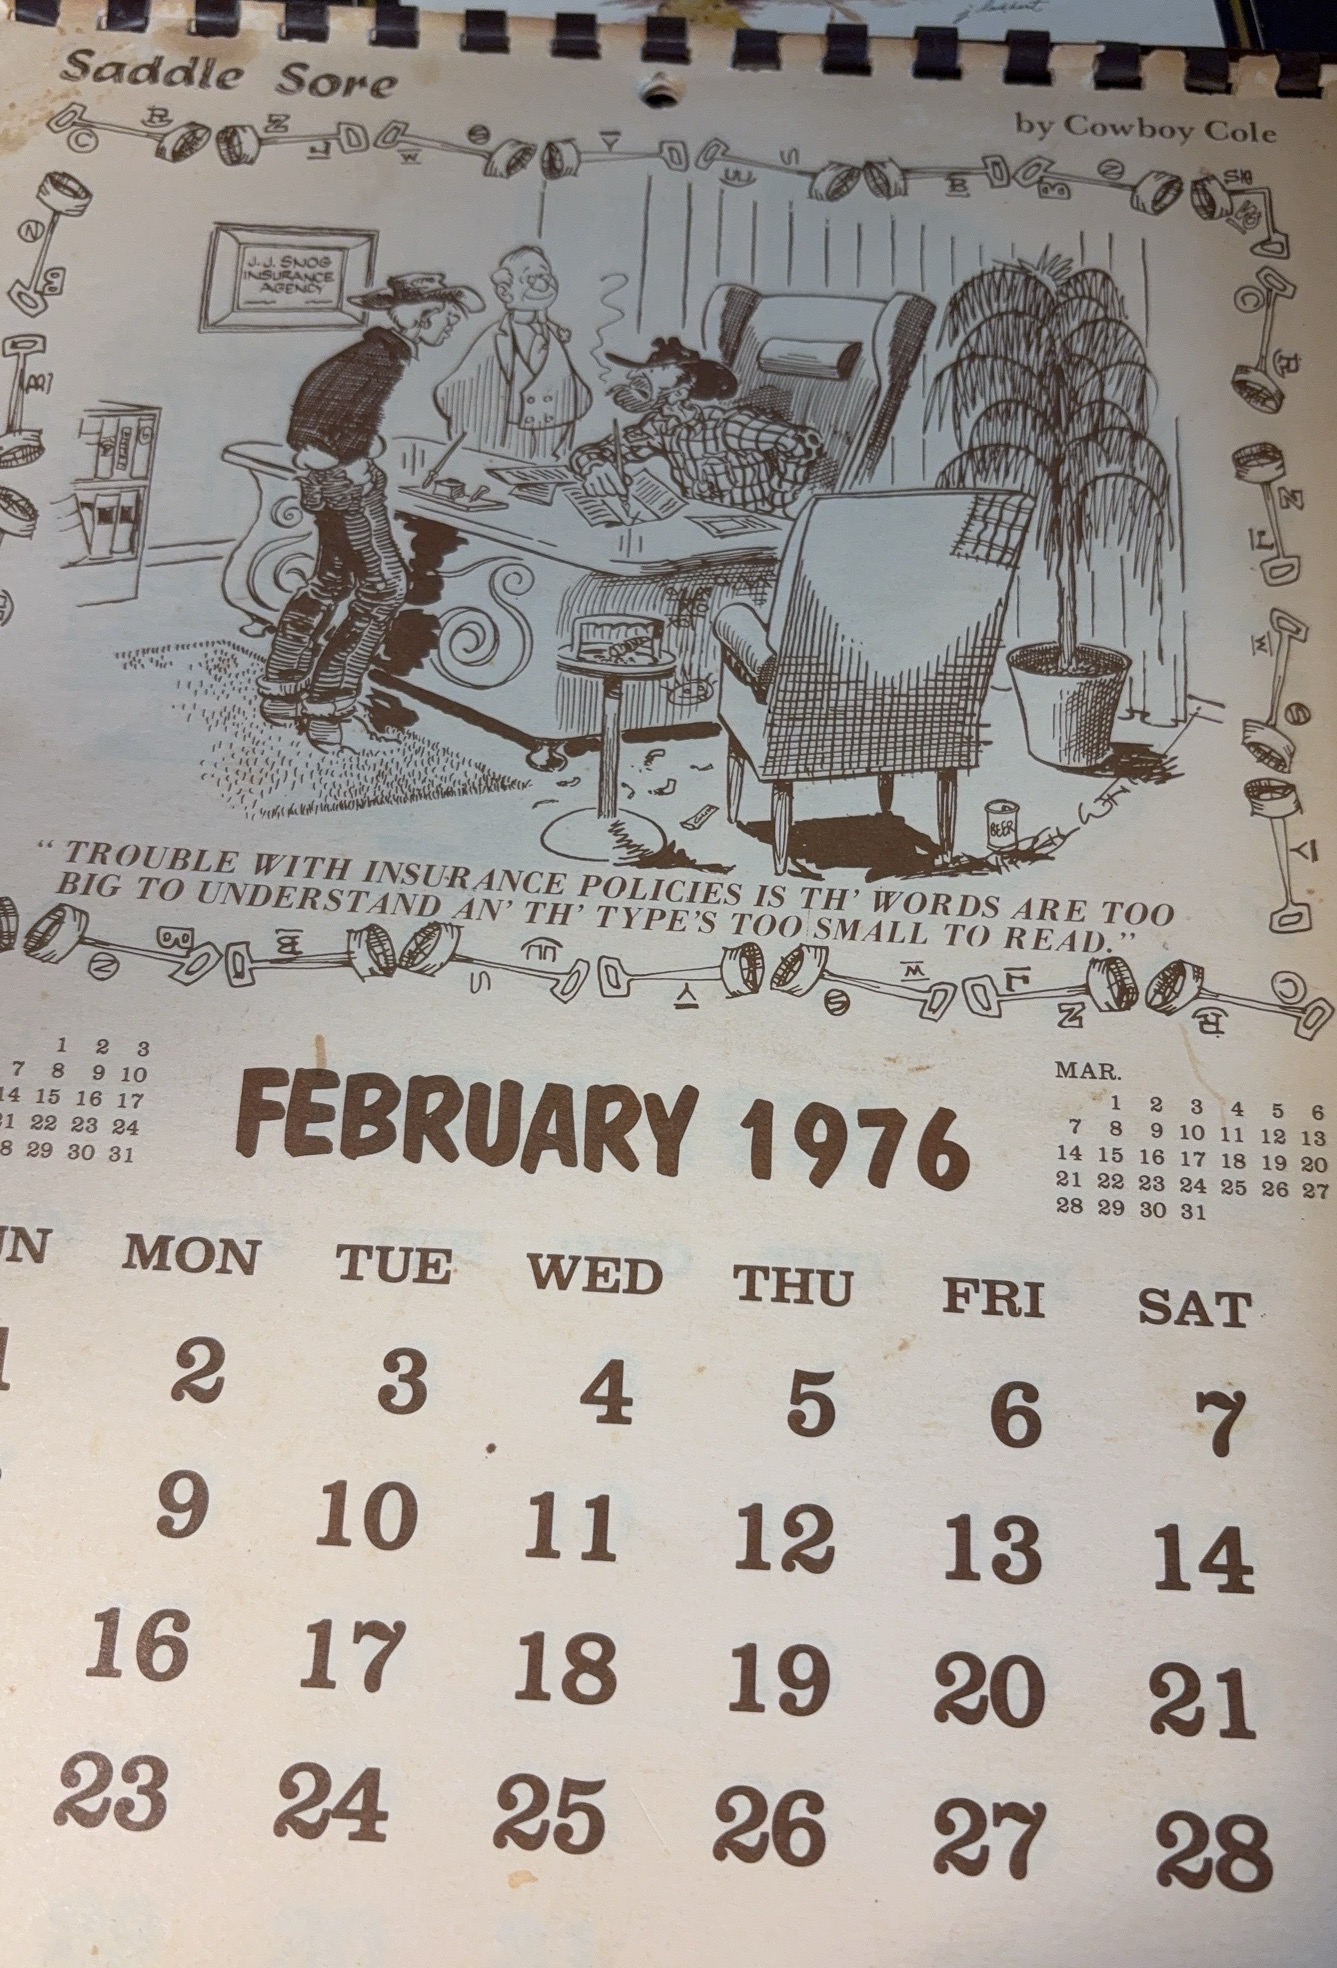 Saddle Sore
by Cowboy Cole
J.J. SNOG
INSURANCE
AGENCY
BEER
“TROUBLE WITH INSURANCE POLICIES IS TH’ WORDS ARE TOO
BIG TO UNDERSTAND AN’ TH’ TYPE’S TOO SMALL TO READ.”
1 2 3
7 8 9 10
14 15 16 17
21 22 23 24
28 29 30 31
FEBRUARY 1976
MAR.
1 2 3 4 5 6
7 8 9 10 11 12 13
14 15 16 17 18 19 20
21 22 23 24 25 26 27
28 29 30 31
UN MON TUE WED THU FRI SAT
1 2 3 4 5 6 7
9 10 11 12 13 14
16 17 18 19 20 21
23 24 25 26 27 28